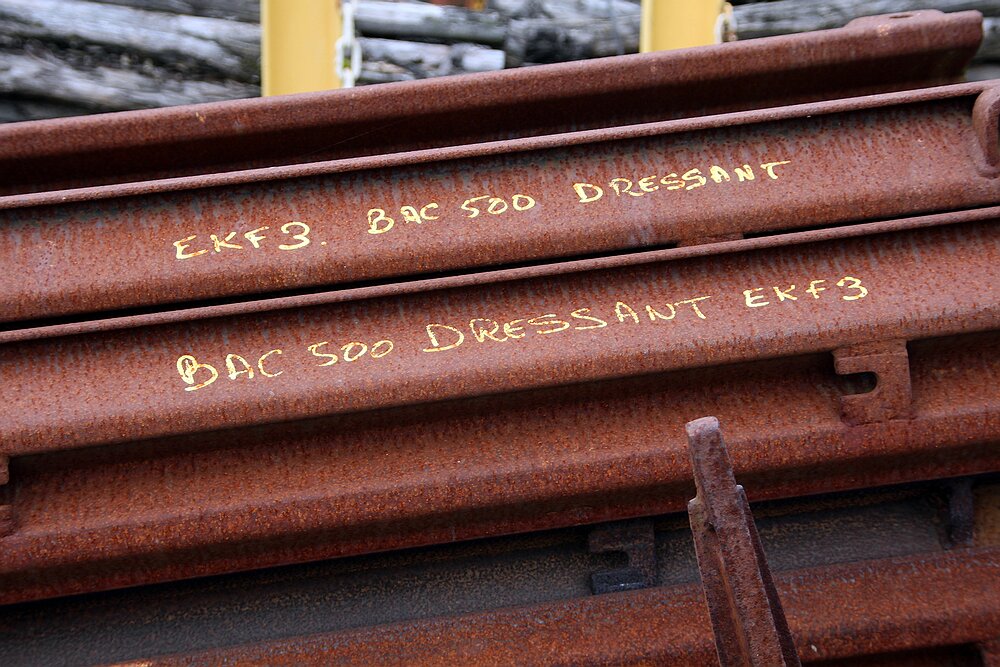 EKF3. BAC 500 DRESSANT
BAC 500 DRESSANT EKF3